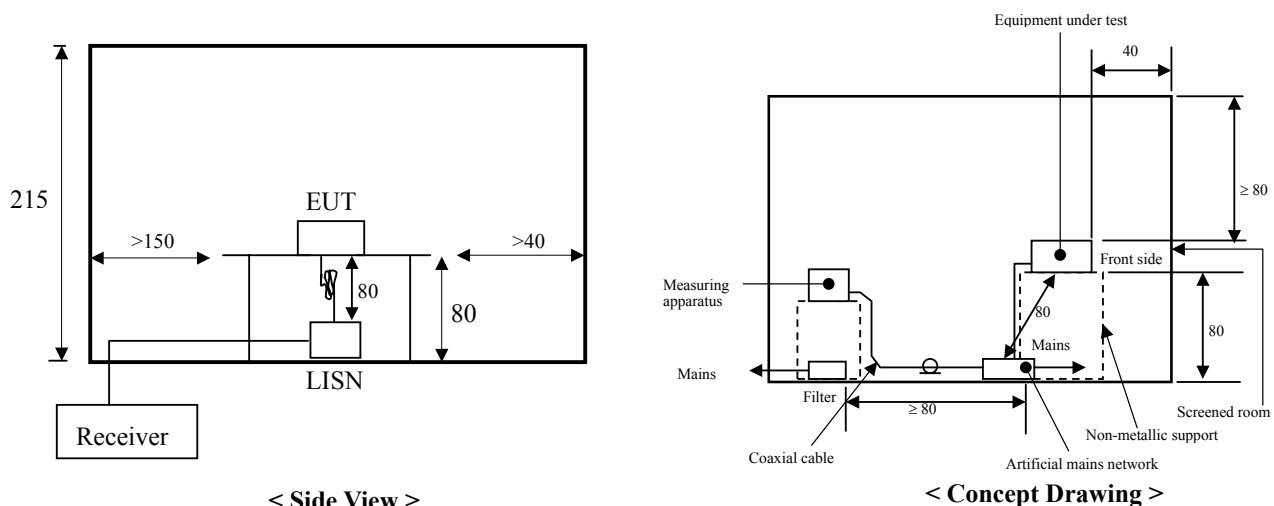 215
EUT
>150
>40
80
80
LISN
Receiver
< Side View >
Equipment under test
40
≥ 80
Front side
Measuring
apparatus
80
80
Mains
Mains
Filter
≥ 80
Screened room
Non-metallic support
Coaxial cable
Artificial mains network
< Concept Drawing >